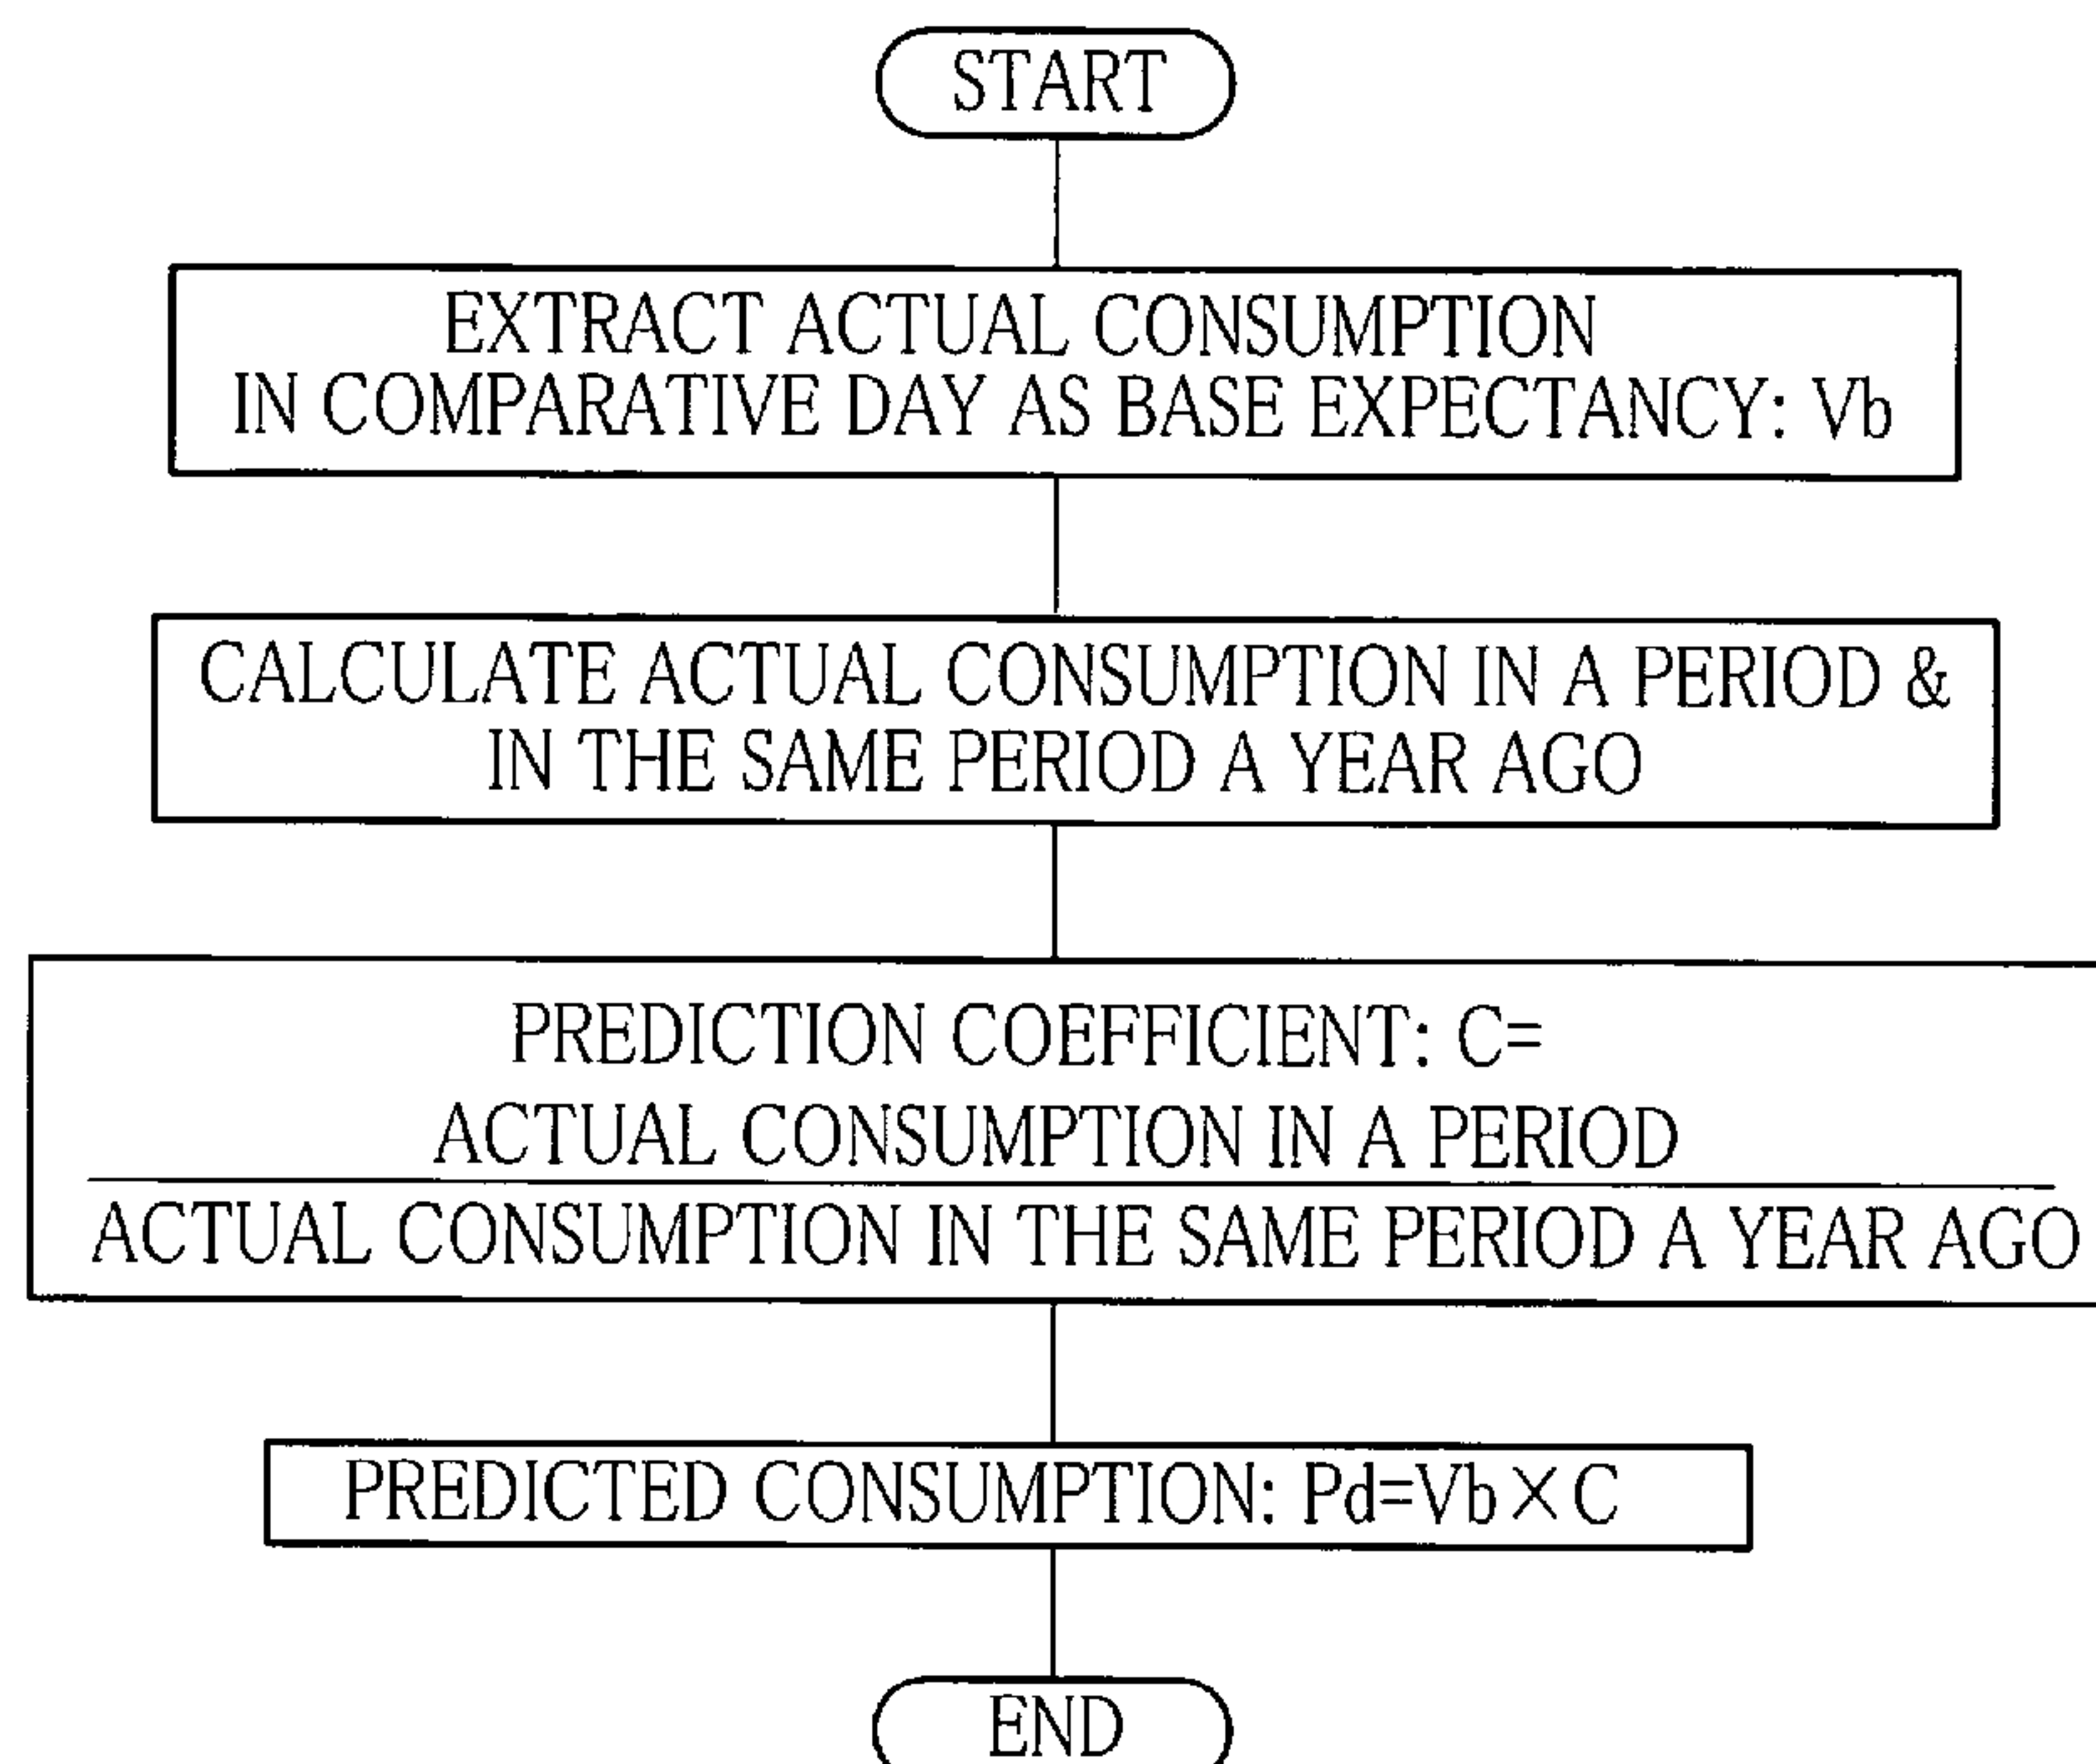 START
EXTRACT ACTUAL CONSUMPTION
IN COMPARATIVE DAY AS BASE EXPECTANCY: Vb
CALCULATE ACTUAL CONSUMPTION IN A PERIOD &
IN THE SAME PERIOD A YEAR AGO
PREDICTION COEFFICIENT: C=
ACTUAL CONSUMPTION IN A PERIOD
ACTUAL CONSUMPTION IN THE SAME PERIOD A YEAR AGO
PREDICTED CONSUMPTION: Pd=Vb×C
END